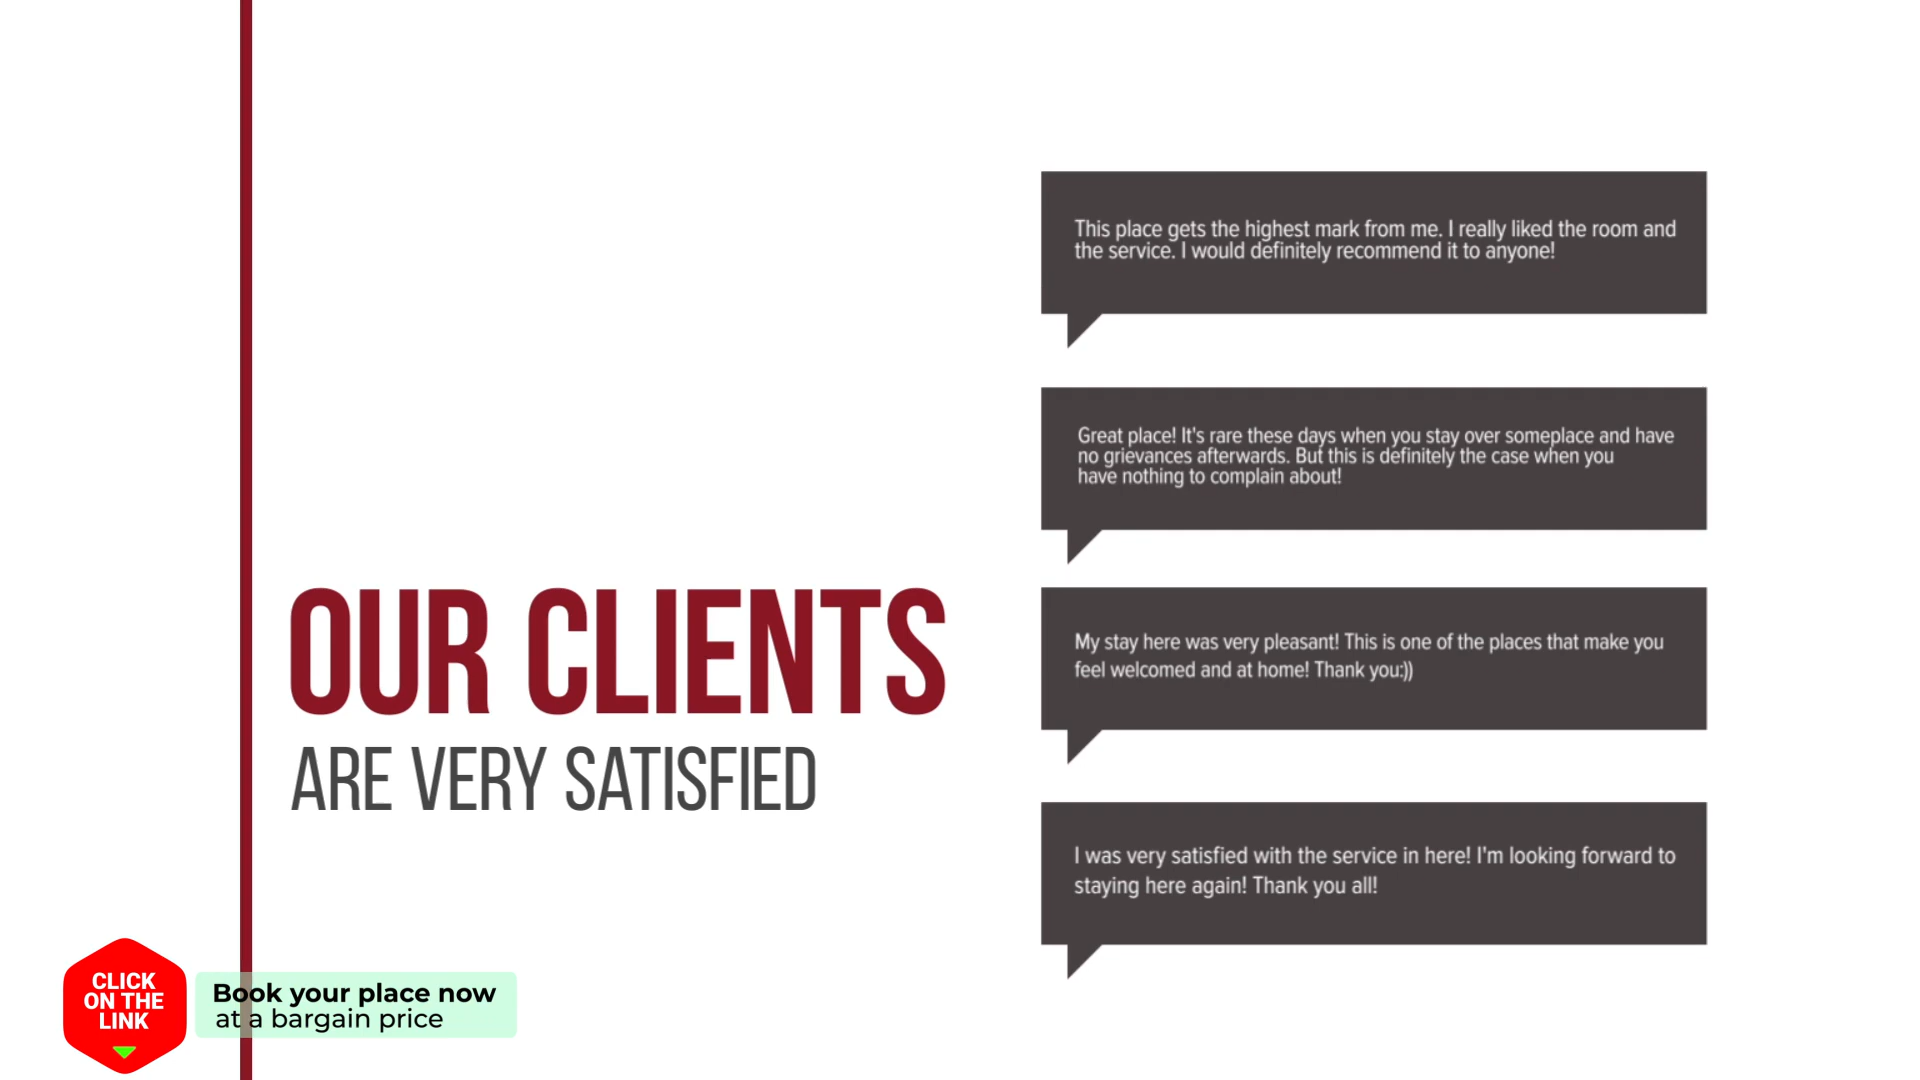 This place gets the highest mark from me. I really liked the room and
the service. I would definitely recommend it to anyone!
Great place! It's rare these days when you stay over someplace and have
no grievances afterwards. But this is definitely the case when you
have nothing to complain about!
OUR CLIENTS
ARE VERY SATISFIED
My stay here was very pleasant! This is one of the places that make you
feel welcomed and at home! Thank you:))
I was very satisfied with the service in here! I'm looking forward to
staying here again! Thank you all!
CLICK
ON THE
LINK
Book your place now
at a bargain price